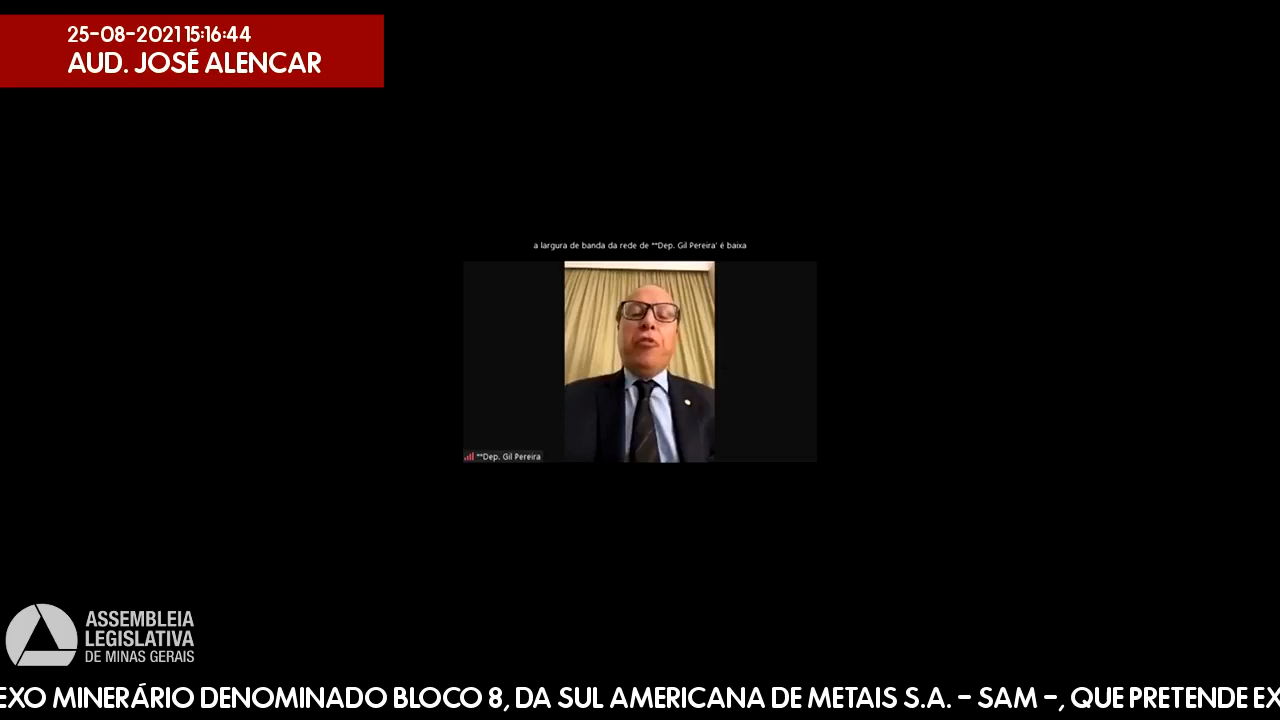 25-08-2021 15:16:44
AUD. JOSÉ ALENCAR
a largura de banda da rede de "**Dep. Gil Pereira' é baixa
**Dep. Gil Pereira
ASSEMBLEIA
LEGISLATIVA
DE MINAS GERAIS
EXO MINERÁRIO DENOMINADO BLOCO 8, DA SUL AMERICANA DE METAIS S.A. - SAM -, QUE PRETENDE EX